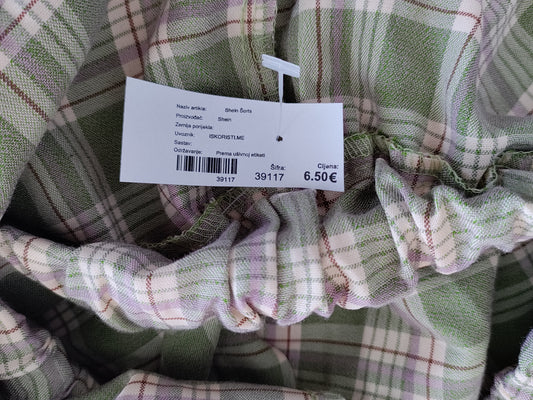 Naziv artikla: Shein Šorts
Proizvođač: Shein
Zemlja porijekla:
Uvoznik: ISKORISTI.ME
Sastav:
Održavanje: Prema ušivnoj etiketi
39117
Šifra:
39117
Cijena:
6.50€